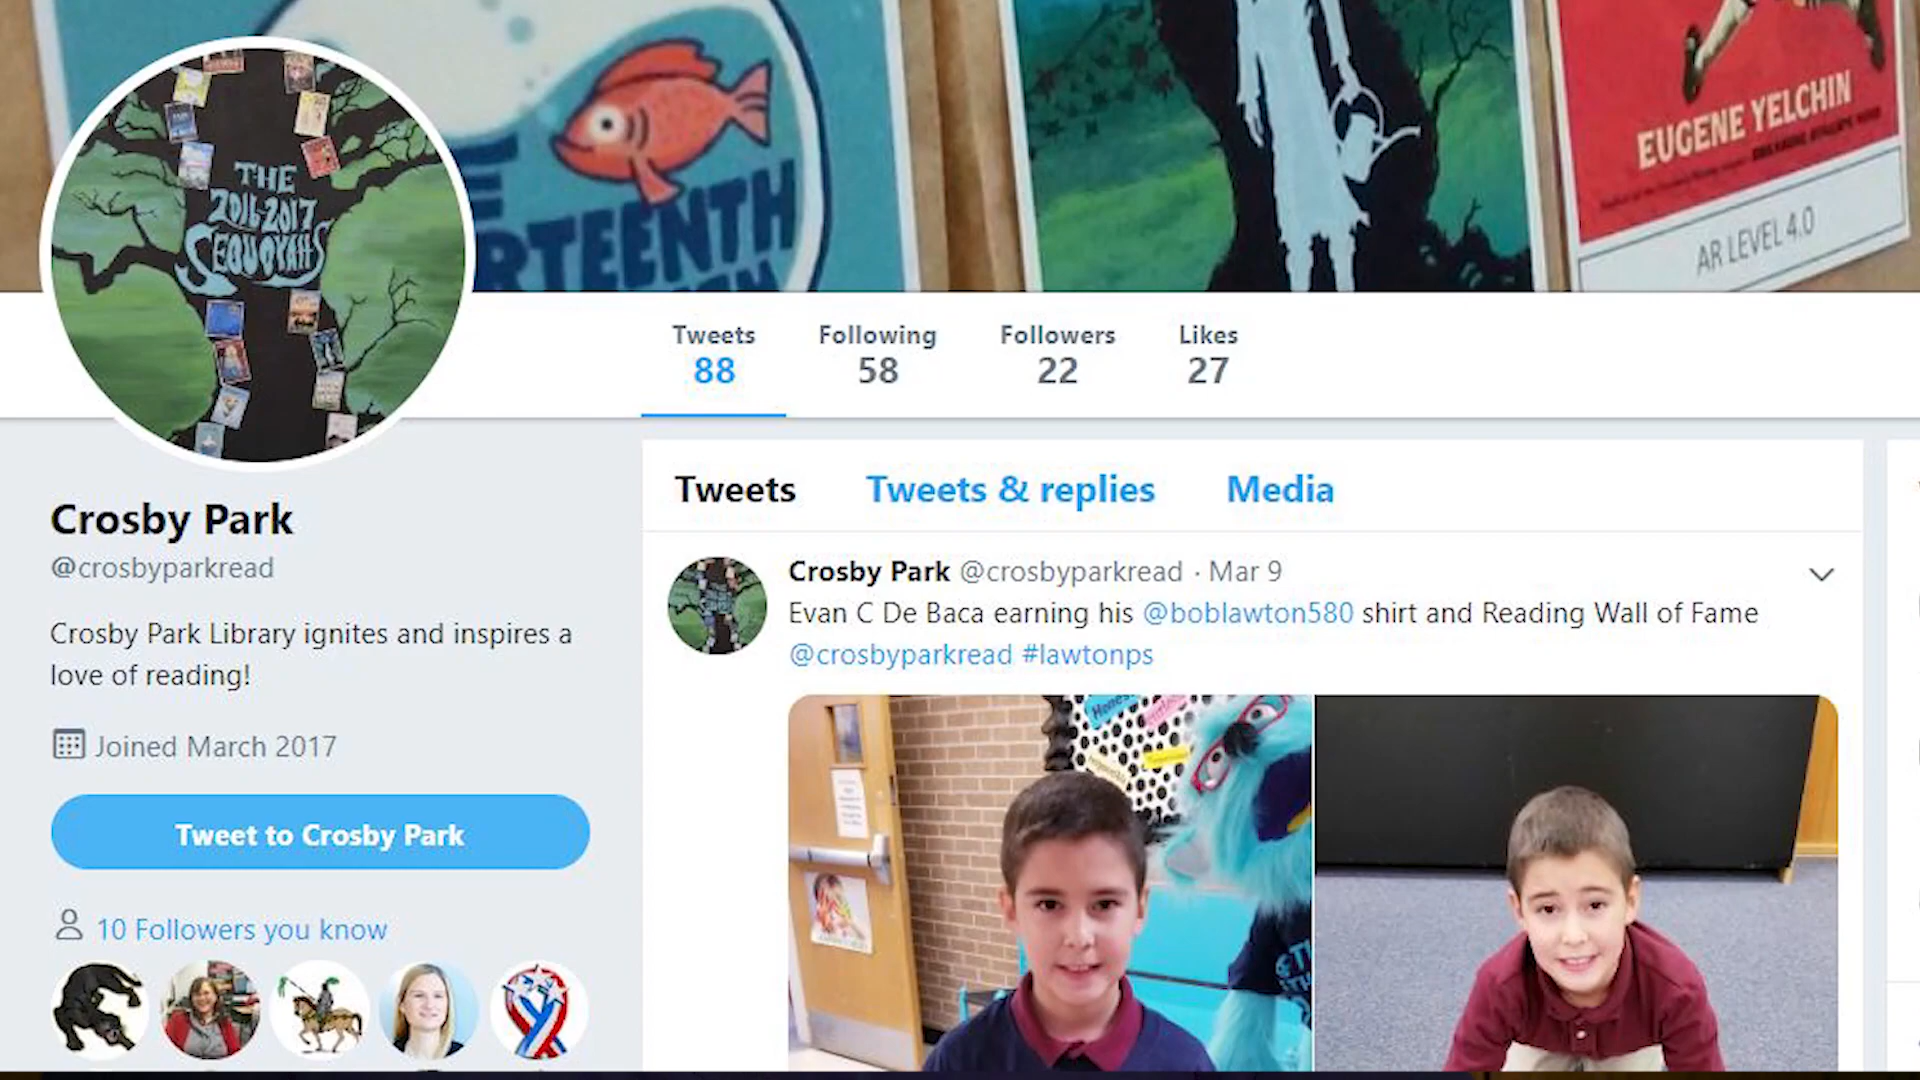 RTEENTH
EUGENE YELCHIN
AR LEVEL 4.0
THE
2016-2017
SEQUOYAHS
Tweets
88
Following
58
Followers
22
Likes
27
Tweets
Tweets & replies
Media
Crosby Park
@crosbyparkread
Crosby Park Library ignites and inspires a
love of reading!
Joined March 2017
Tweet to Crosby Park
10 Followers you know
Crosby Park @crosbyparkread · Mar 9
Evan C De Baca earning his @boblawton580 shirt and Reading Wall of Fame
@crosbyparkread #lawtonps